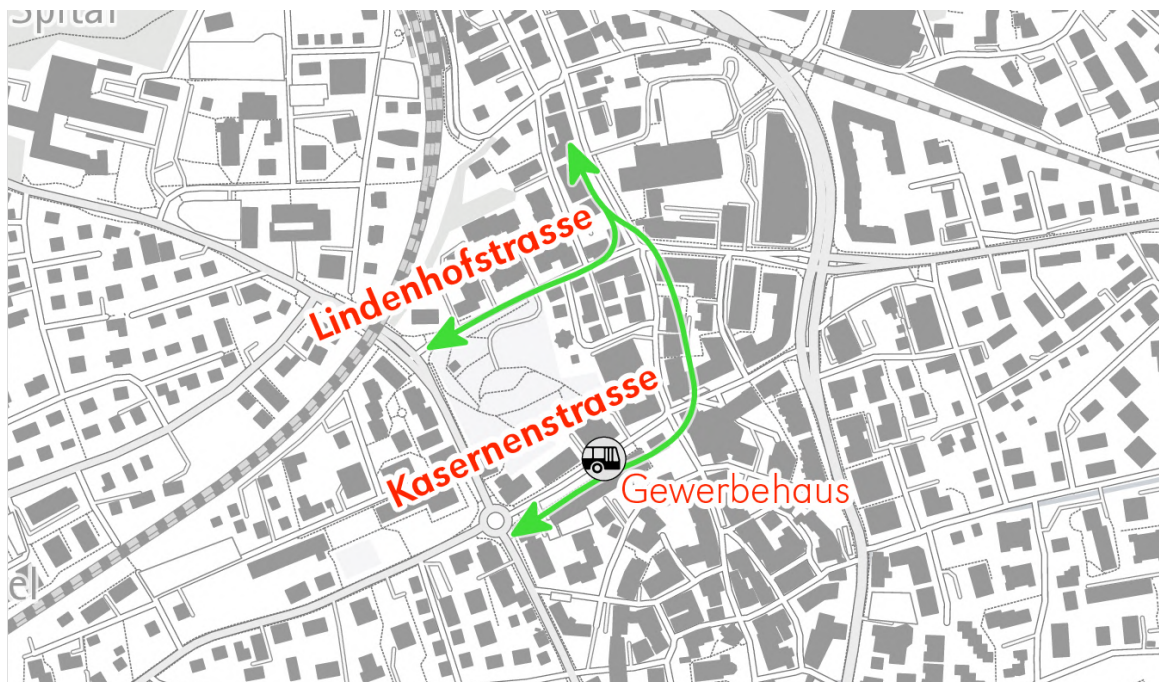 Spital
Lindenhofstrasse
Kasernenstrasse
Gewerbehaus
el